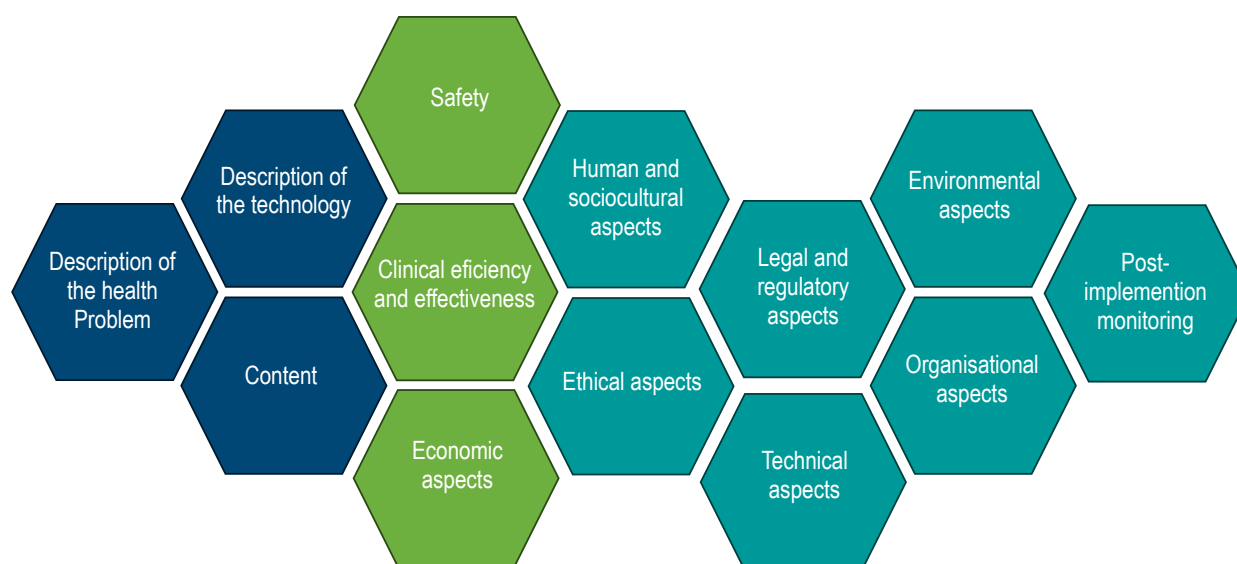 Description of
the health
Problem
Description of
the technology
Content
Safety
Clinical eficiency
and effectiveness
Economic
aspects
Human and
sociocultural
aspects
Ethical aspects
Legal and
regulatory
aspects
Technical
aspects
Environmental
aspects
Organisational
aspects
Post-
implemention
monitoring